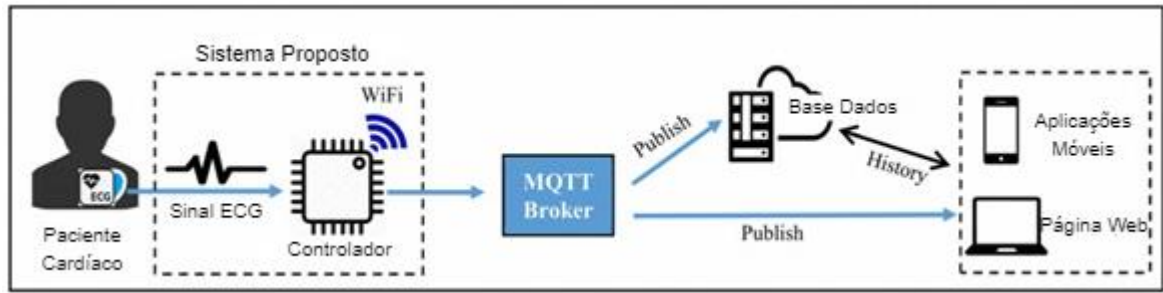 Sistema Proposto
WiFi
ECG
Sinal ECG
Controlador
Paciente
Cardíaco
MQTT
Broker
Publish
Base Dados
History
Publish
Aplicações
Móveis
Página Web